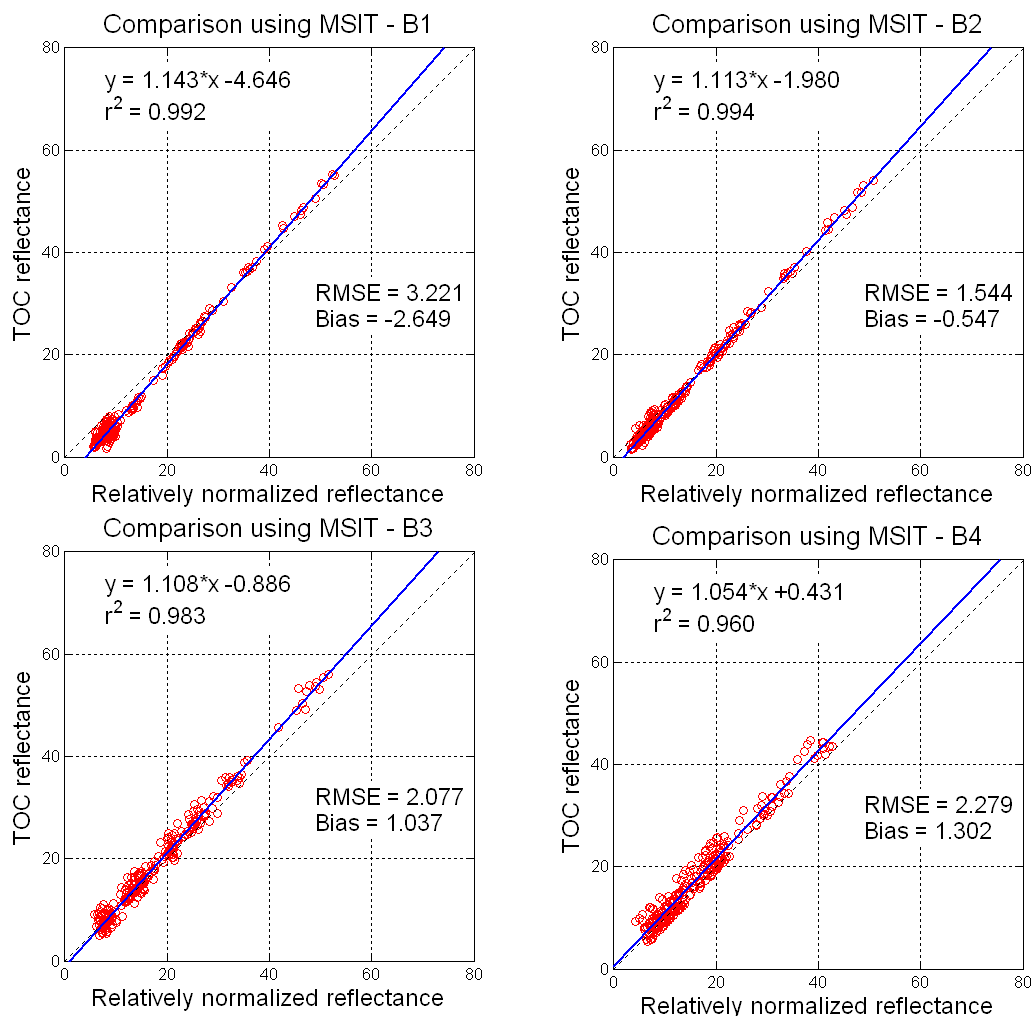 Comparison using MSIT - B1
y = 1.143*x -4.646
r2 = 0.992
RMSE = 3.221
Bias = -2.649
TOC reflectance
80
60
40
20
0
0 20 40 60 80
Relatively normalized reflectance
Comparison using MSIT - B2
y = 1.113*x -1.980
r2 = 0.994
RMSE = 1.544
Bias = -0.547
TOC reflectance
80
60
40
20
0
0 20 40 60 80
Relatively normalized reflectance
Comparison using MSIT - B3
y = 1.108*x -0.886
r2 = 0.983
RMSE = 2.077
Bias = 1.037
TOC reflectance
80
60
40
20
0
0 20 40 60 80
Relatively normalized reflectance
Comparison using MSIT - B4
y = 1.054*x +0.431
r2 = 0.960
RMSE = 2.279
Bias = 1.302
TOC reflectance
80
60
40
20
0
0 20 40 60 80
Relatively normalized reflectance